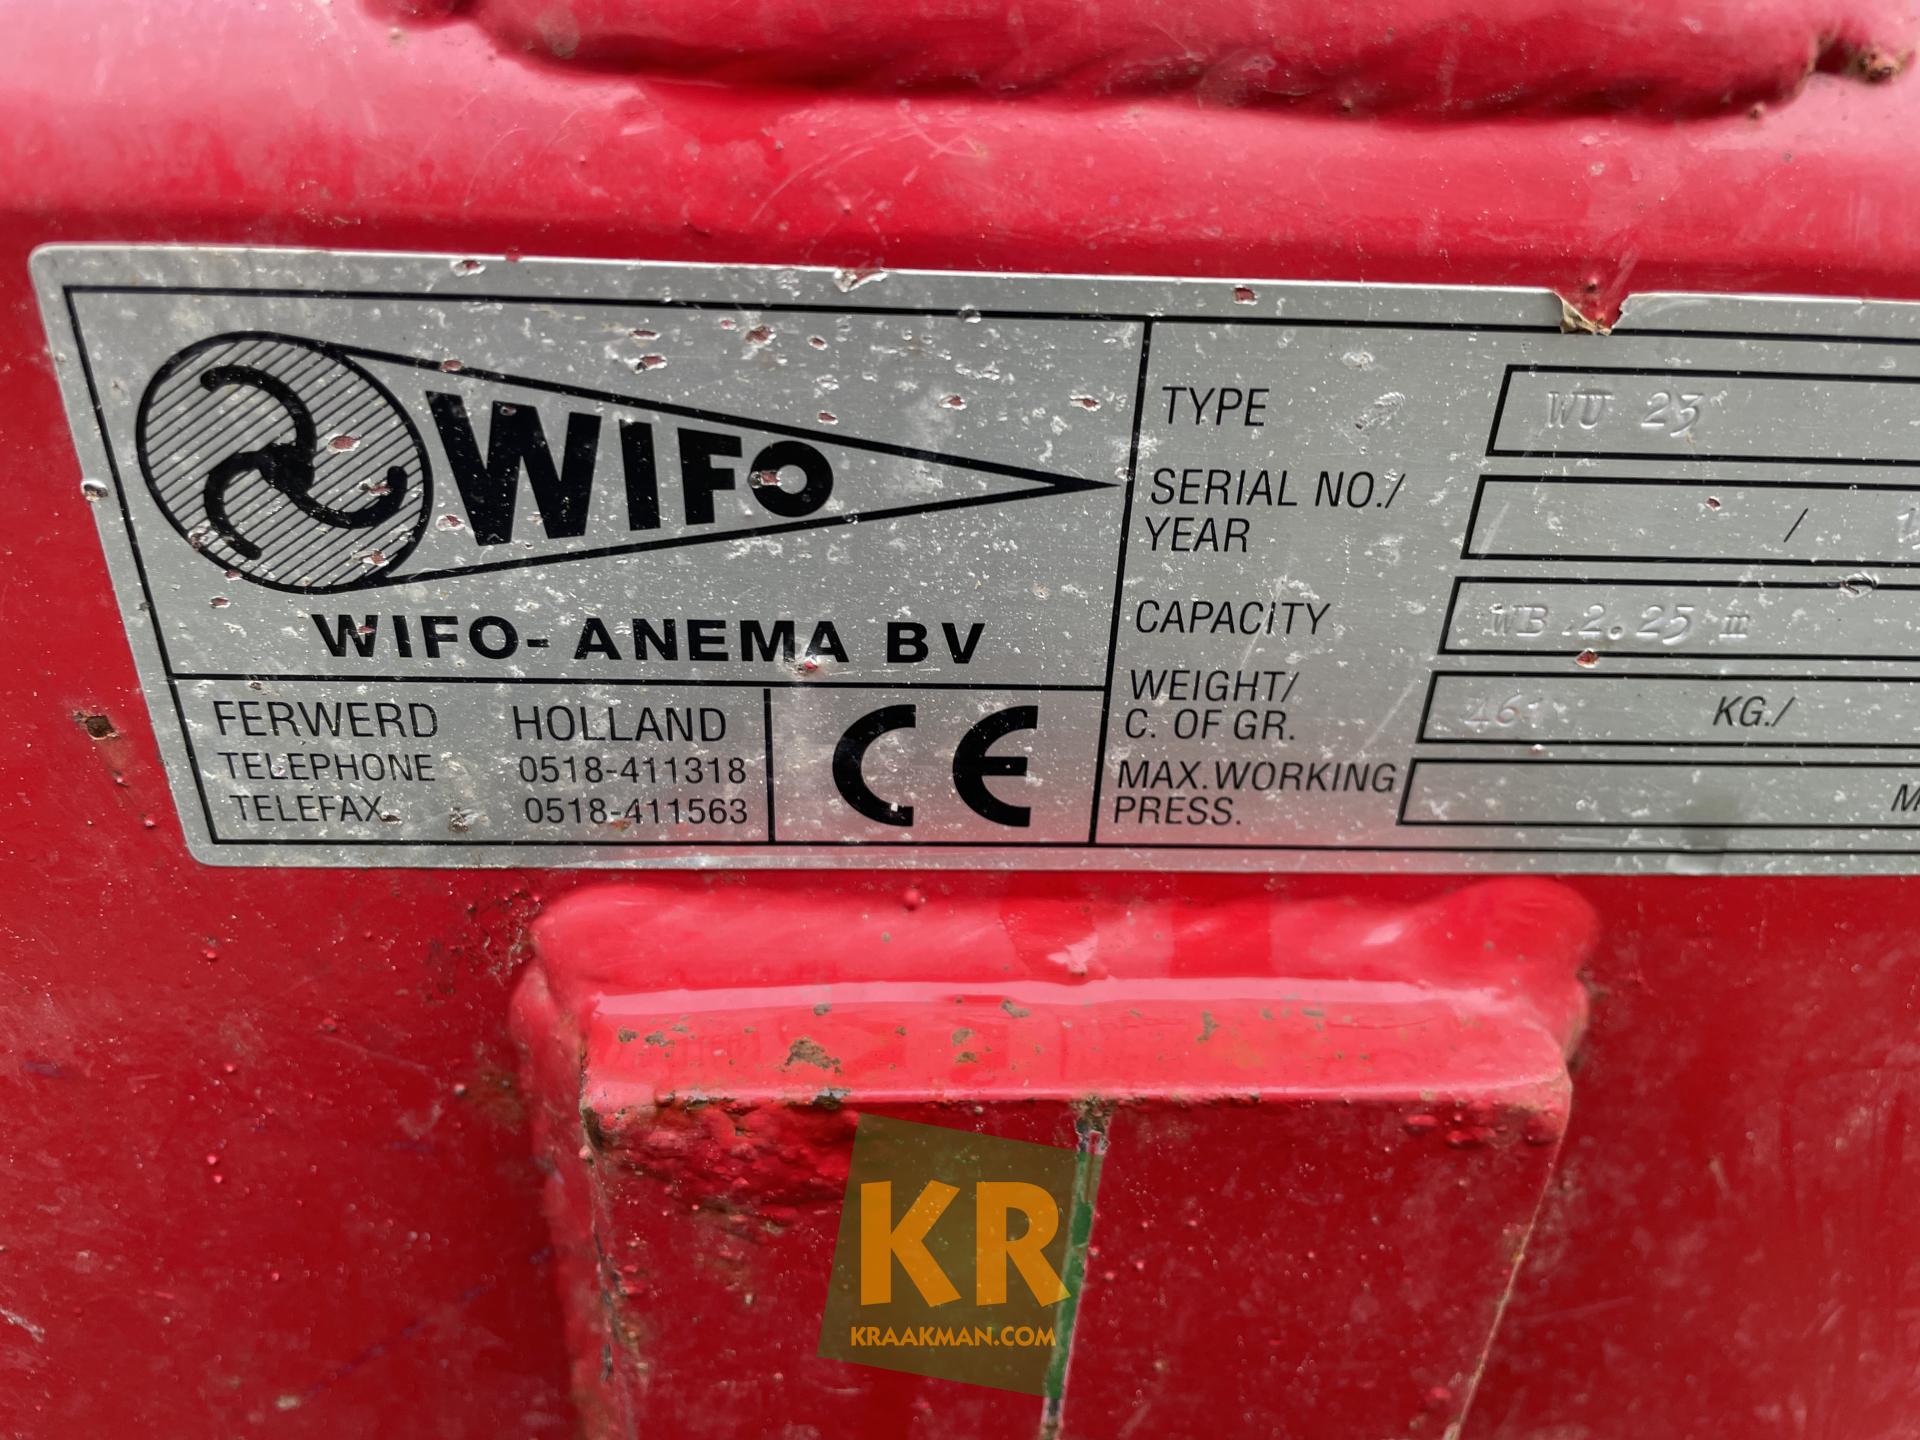 WIFO
WIFO-ANEMA BV
FERWERD HOLLAND
TELEPHONE 0518-411318
TELEFAX 0518-411563
CE
TYPE WU 23
SERIAL NO./
YEAR /
CAPACITY WB 2.25 m
WEIGHT/
C. OF GR. KG./
MAX. WORKING
PRESS.
KR
KRAAKMAN.COM